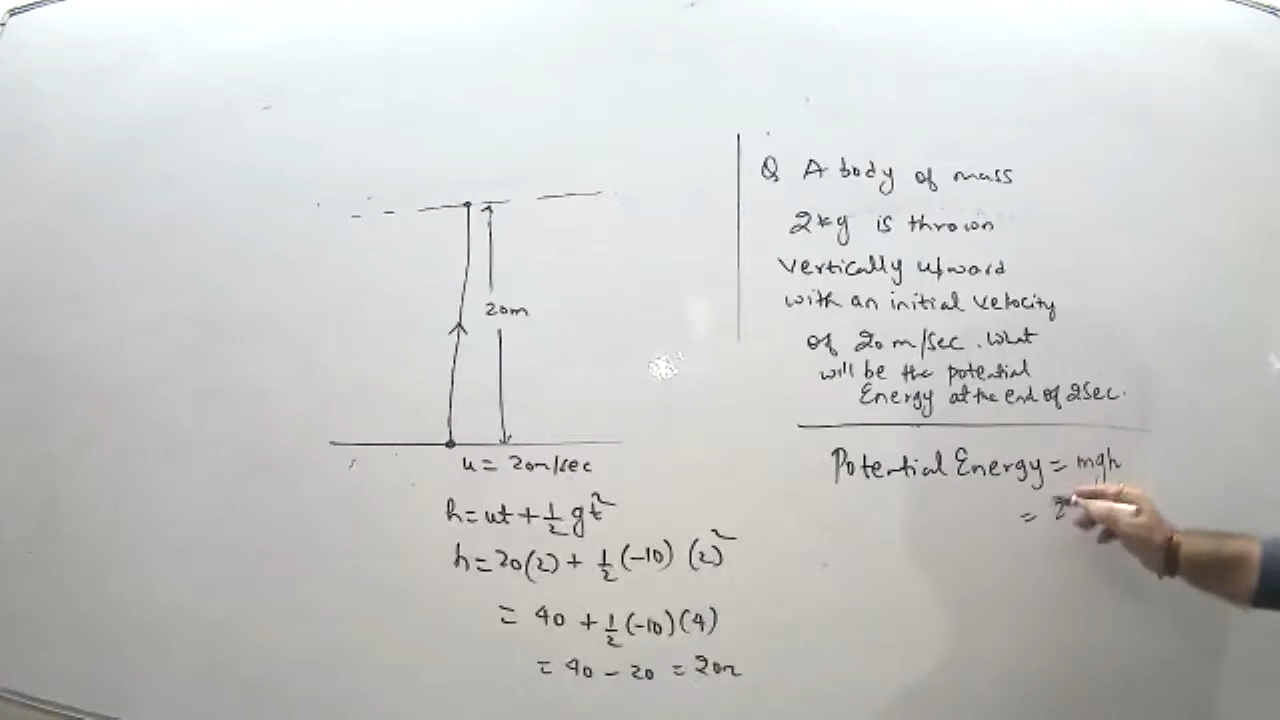 20m
u = 20m/sec
h = ut + 1/2 gt²
h = 20(2) + 1/2 (-10) (2)²
= 40 + 1/2 (-10)(4)
= 40 - 20 = 20m
Q A body of mass
2kg is thrown
vertically upward
with an initial velocity
of 20 m/sec. What
will be the potential
Energy at the end of 2sec.
Potential Energy = mgh
= 2